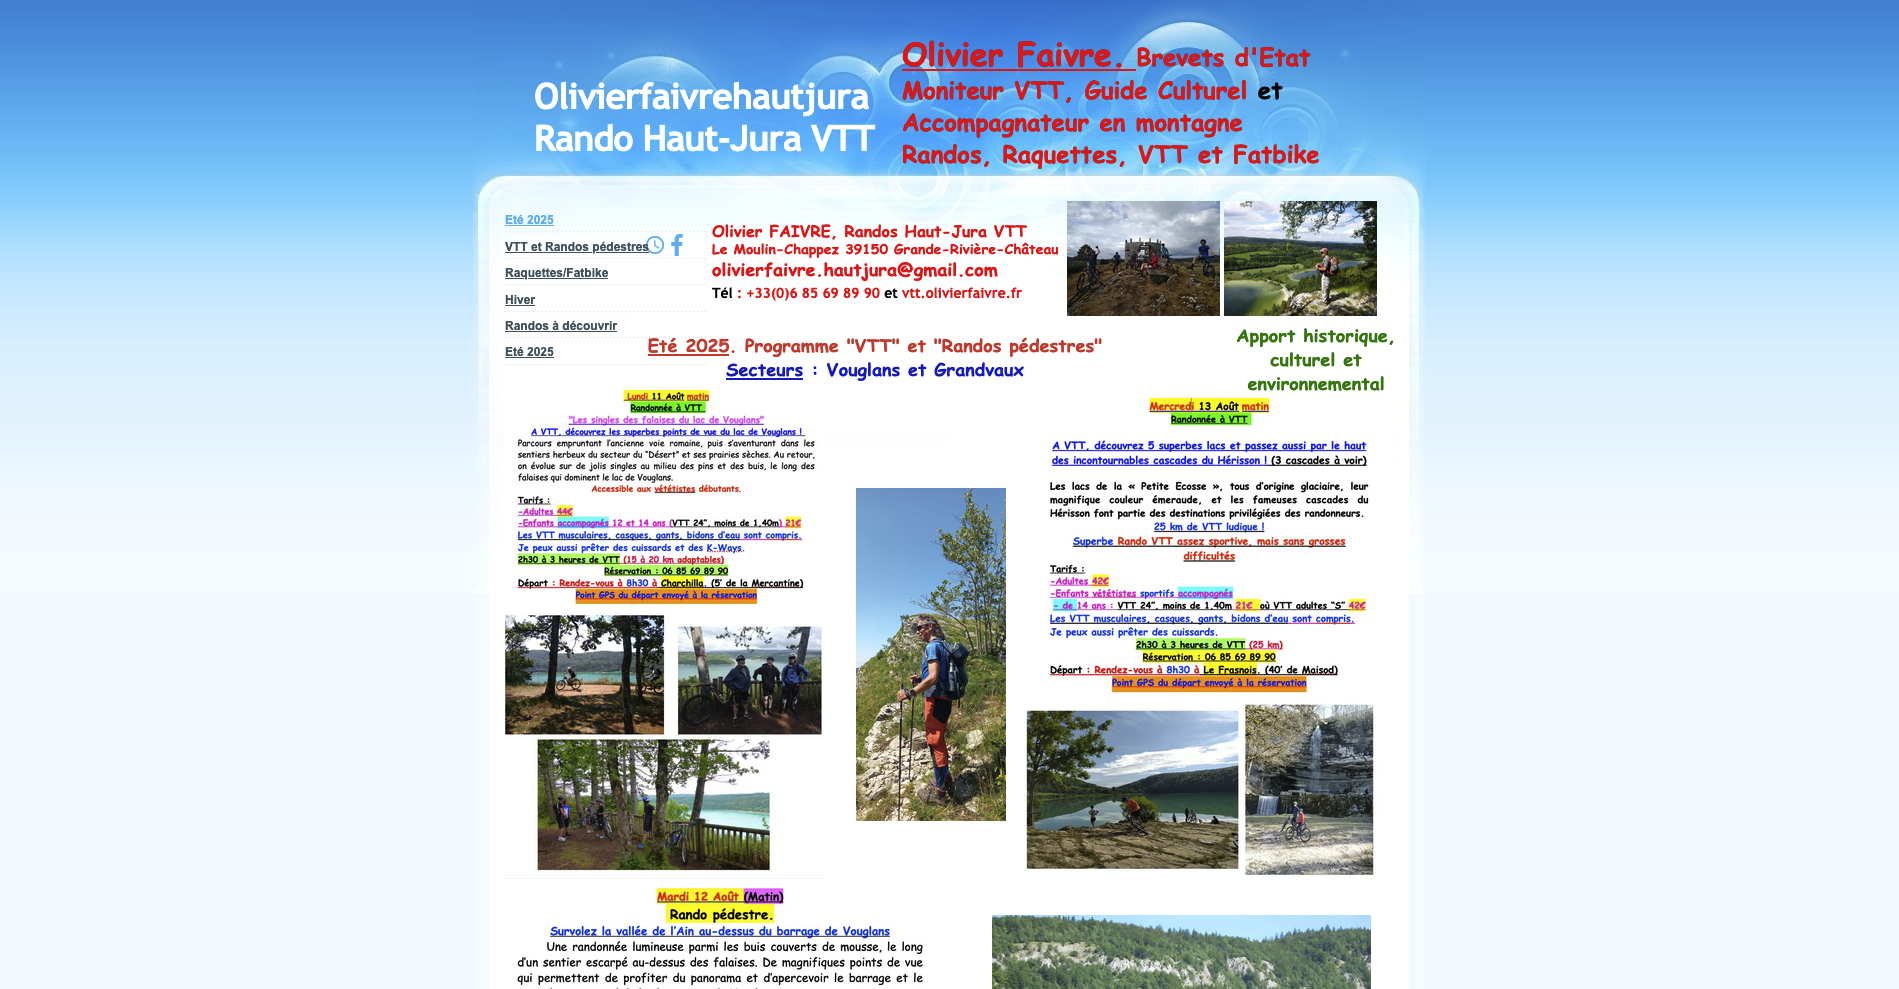 Olivierfaivrehautjura
Rando Haut-Jura VTT
Olivier Faivre. Brevets d'Etat
Moniteur VTT, Guide Culturel et
Accompagnateur en montagne
Randos, Raquettes, VTT et Fatbike
Eté 2025
VTT et Randos pédestres
Raquettes/Fatbike
Hiver
Randos à découvrir
Eté 2025
Olivier FAIVRE, Randos Haut-Jura VTT
Le Moulin-Chappez 39150 Grande-Rivière-Château
olivierfaivre.hautjura@gmail.com
Tél : +33(0)6 85 69 89 90 et vtt.olivierfaivre.fr
Eté 2025. Programme "VTT" et "Randos pédestres"
Secteurs : Vouglans et Grandvaux
Apport historique,
culturel et
environnemental
Lundi 11 Août matin
Randonnée à VTT
"Les singles des falaises du lac de Vouglans"
A VTT, découvrez les superbes points de vue du lac de Vouglans !
Parcours empruntant l'ancienne voie romaine, puis s'aventurant dans les
sentiers herbeux du secteur du "Désert" et ses prairies sèches. Au retour,
on évolue sur de jolis singles au milieu des pins et des buis, le long des
falaises qui dominent le lac de Vouglans.
Accessible aux vététistes débutants.
Tarifs :
-Adultes 44€
-Enfants accompagnés 12 et 14 ans (VTT 24", moins de 1,40m) 21€
Les VTT musculaires, casques, gants, bidons d'eau sont compris.
Je peux aussi prêter des cuissards et des K-Ways.
2h30 à 3 heures de VTT (15 à 20 km adaptables)
Réservation : 06 85 69 89 90
Départ : Rendez-vous à 8h30 à Charchilla. (5' de la Mercantine)
Point GPS du départ envoyé à la réservation
Mercredi 13 Août matin
Randonnée à VTT
A VTT, découvrez 5 superbes lacs et passez aussi par le haut
des incontournables cascades du Hérisson ! (3 cascades à voir)
Les lacs de la « Petite Ecosse », tous d'origine glaciaire, leur
magnifique couleur émeraude, et les fameuses cascades du
Hérisson font partie des destinations privilégiées des randonneurs.
25 km de VTT ludique !
Superbe Rando VTT assez sportive, mais sans grosses
difficultés
Tarifs :
-Adultes 42€
-Enfants vététistes sportifs accompagnés
- de 14 ans : VTT 24", moins de 1,40m 21€ où VTT adultes "S" 42€
Les VTT musculaires, casques, gants, bidons d'eau sont compris.
Je peux aussi prêter des cuissards.
2h30 à 3 heures de VTT (25 km)
Réservation : 06 85 69 89 90
Départ : Rendez-vous à 8h30 à Le Frasnois. (40' de Maisod)
Point GPS du départ envoyé à la réservation
Mardi 12 Août (Matin)
Rando pédestre.
Survolez la vallée de l'Ain au-dessus du barrage de Vouglans
Une randonnée lumineuse parmi les buis couverts de mousse, le long
d'un sentier escarpé au-dessus des falaises. De magnifiques points de vue
qui permettent de profiter du panorama et d'apercevoir le barrage et le